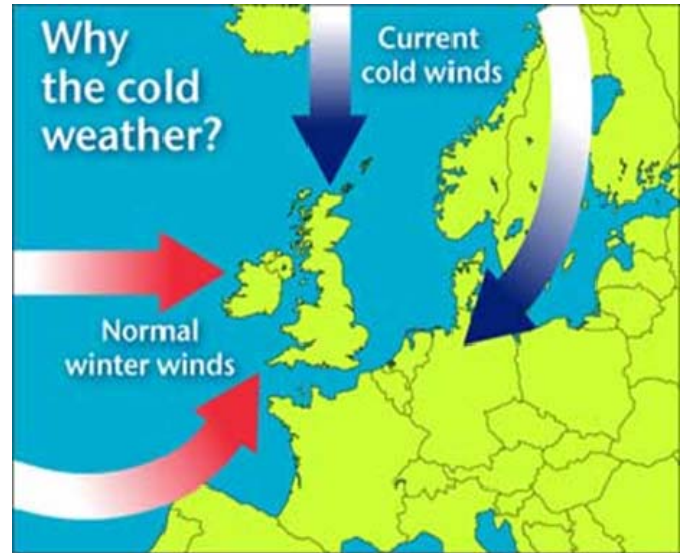 Why
the cold
weather?
Current
cold winds
Normal
winter winds